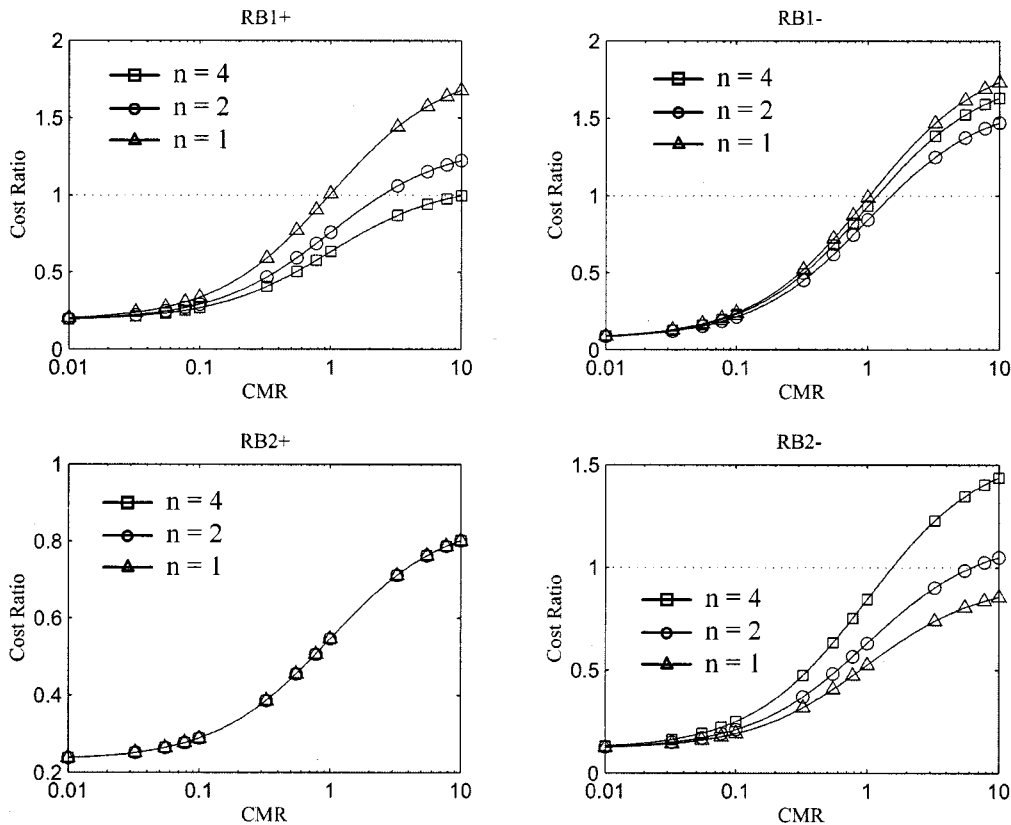 RB1+
2
1.5
1
0.5
0
n = 4
n = 2
n = 1
Cost Ratio
0.01
0.1
1
10
CMR
RB1-
2
1.5
1
0.5
0
n = 4
n = 2
n = 1
Cost Ratio
0.01
0.1
1
10
CMR
RB2+
1
0.8
0.6
0.4
0.2
n = 4
n = 2
n = 1
Cost Ratio
0.01
0.1
1
10
CMR
RB2-
1.5
1
0.5
0
n = 4
n = 2
n = 1
Cost Ratio
0.01
0.1
1
10
CMR